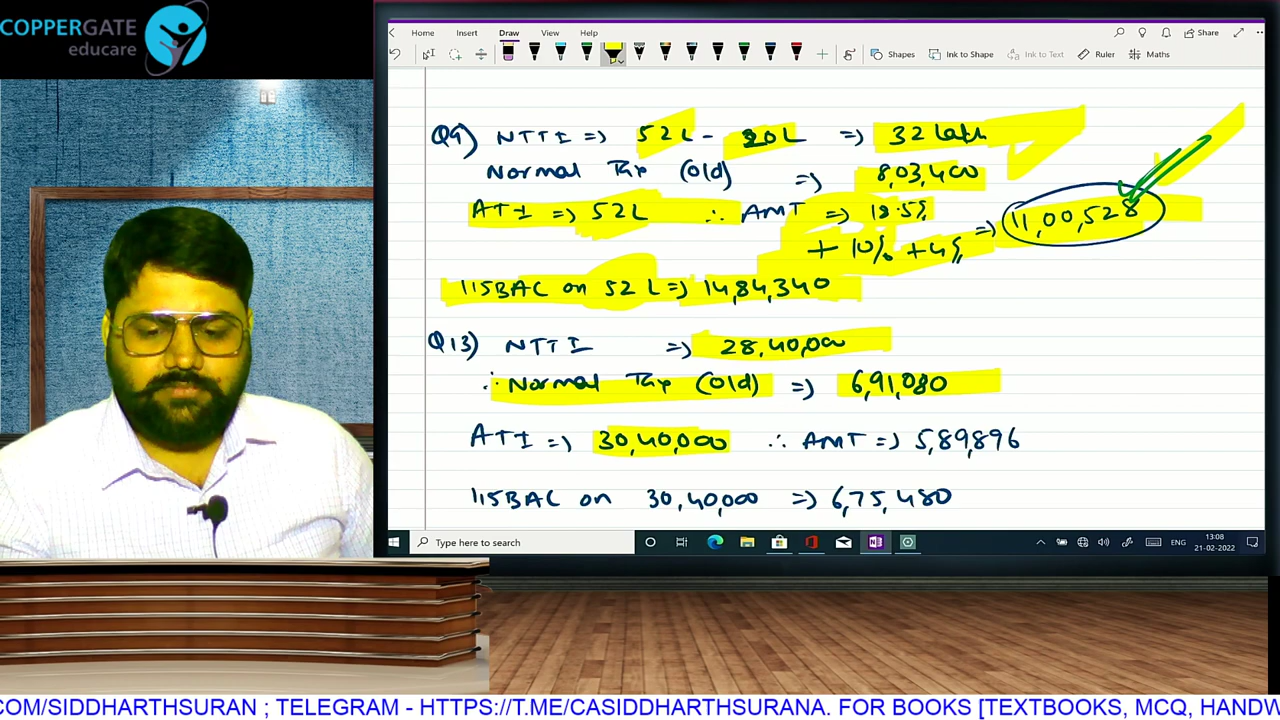 COPPERGATE
educare
Home Insert Draw View Help Share
Shapes Ink to Shape Ink to Text Ruler Maths
Q9) NTTI => 52L - 20L => 32 lakh
Normal Tax (Old) => 8,03,400
ATI => 52L ∴ AMT => 18.5%
+ 10% + 4% => 11,00,528
115BAC on 52 L => 14,84,340
Q13) NTTI => 28,40,000
∴ Normal Tax (Old) => 6,91,080
ATI => 30,40,000 ∴ AMT => 5,89,896
115BAC on 30,40,000 => 6,75,480
Type here to search
ENG
13:08
21-02-2022
COM/SIDDHARTHSURAN ; TELEGRAM - HTTPS://T.ME/CASIDDHARTHSURANA. FOR BOOKS [TEXTBOOKS, MCQ, HANDW